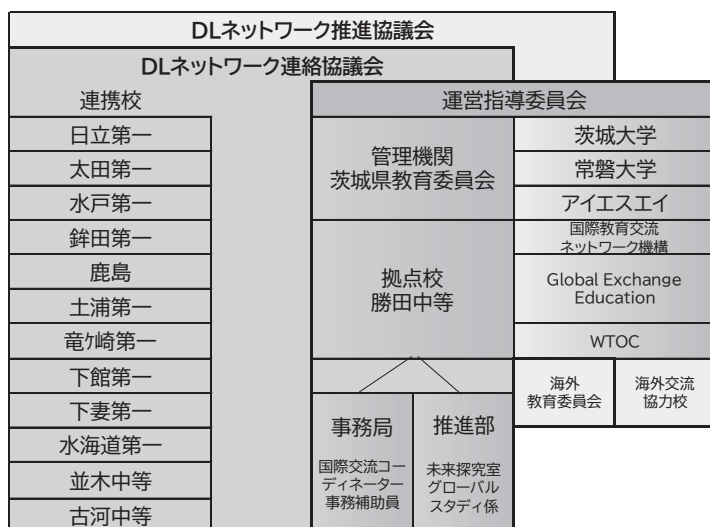 DLネットワーク推進協議会
DLネットワーク連絡協議会
連携校
日立第一
太田第一
水戸第一
鉾田第一
鹿島
土浦第一
竜ケ崎第一
下館第一
下妻第一
水海道第一
並木中等
古河中等
運営指導委員会
管理機関
茨城県教育委員会
拠点校
勝田中等
茨城大学
常磐大学
アイエスエイ
国際教育交流
ネットワーク機構
Global Exchange
Education
WTOC
海外
教育委員会
海外交流
協力校
事務局
国際交流コー
ディネーター
事務補助員
推進部
未来探究室
グローバル
スタディ係